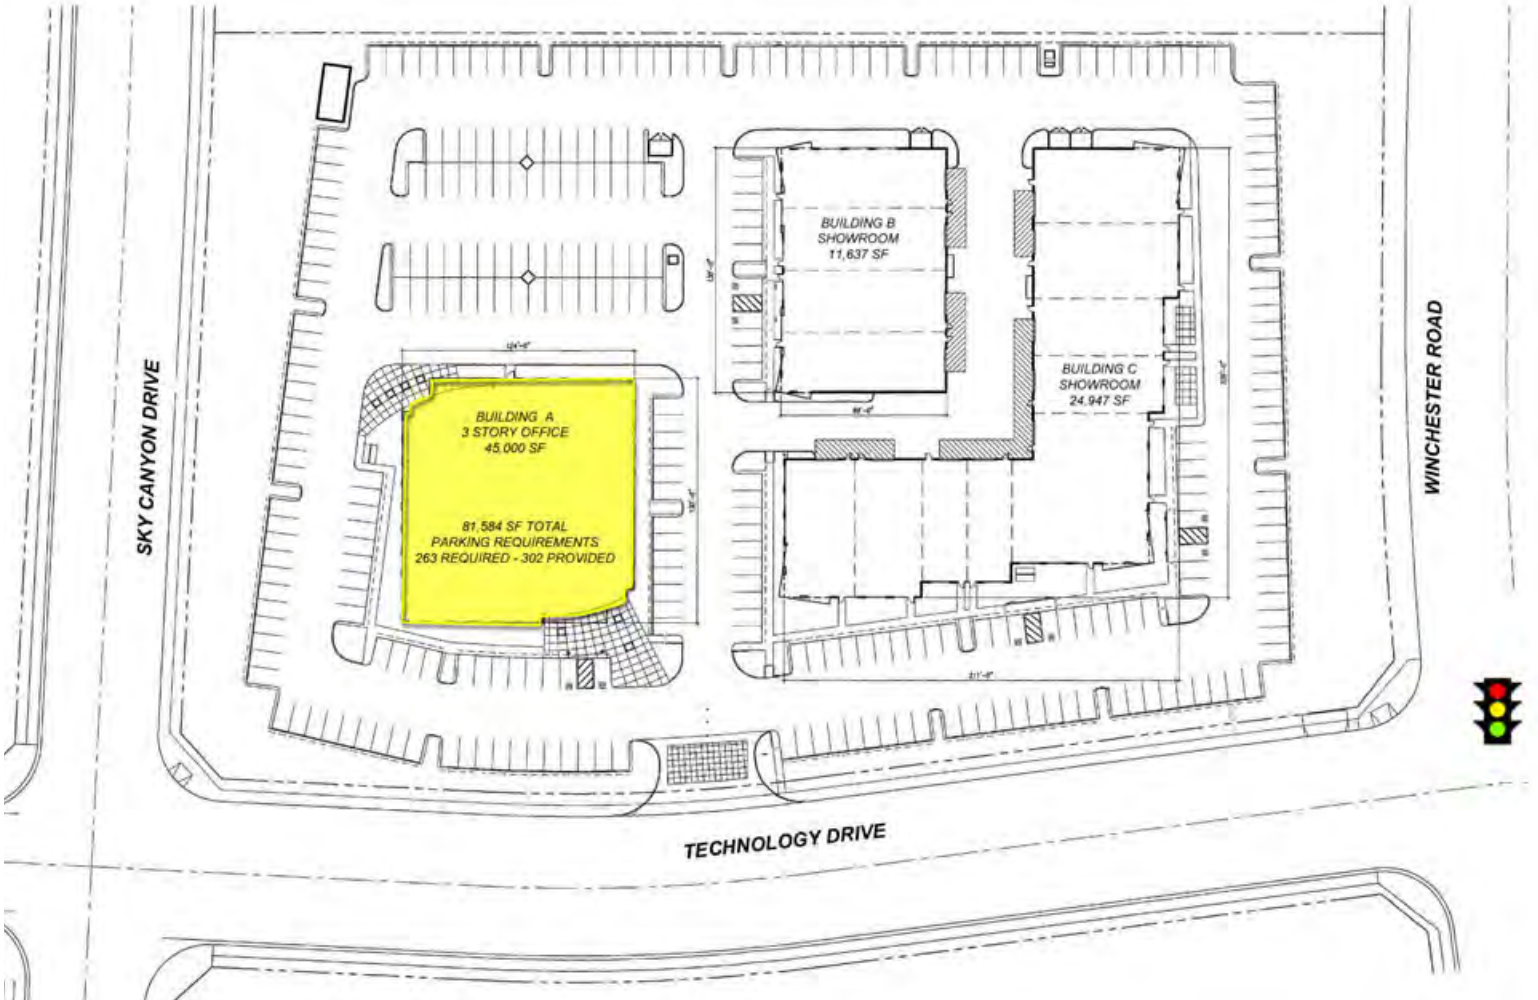 BUILDING B
SHOWROOM
11,637 SF
BUILDING C
SHOWROOM
24,947 SF
BUILDING A
3 STORY OFFICE
45,000 SF
81,584 SF TOTAL
PARKING REQUIREMENTS
263 REQUIRED - 302 PROVIDED
SKY CANYON DRIVE
WINCHESTER ROAD
TECHNOLOGY DRIVE